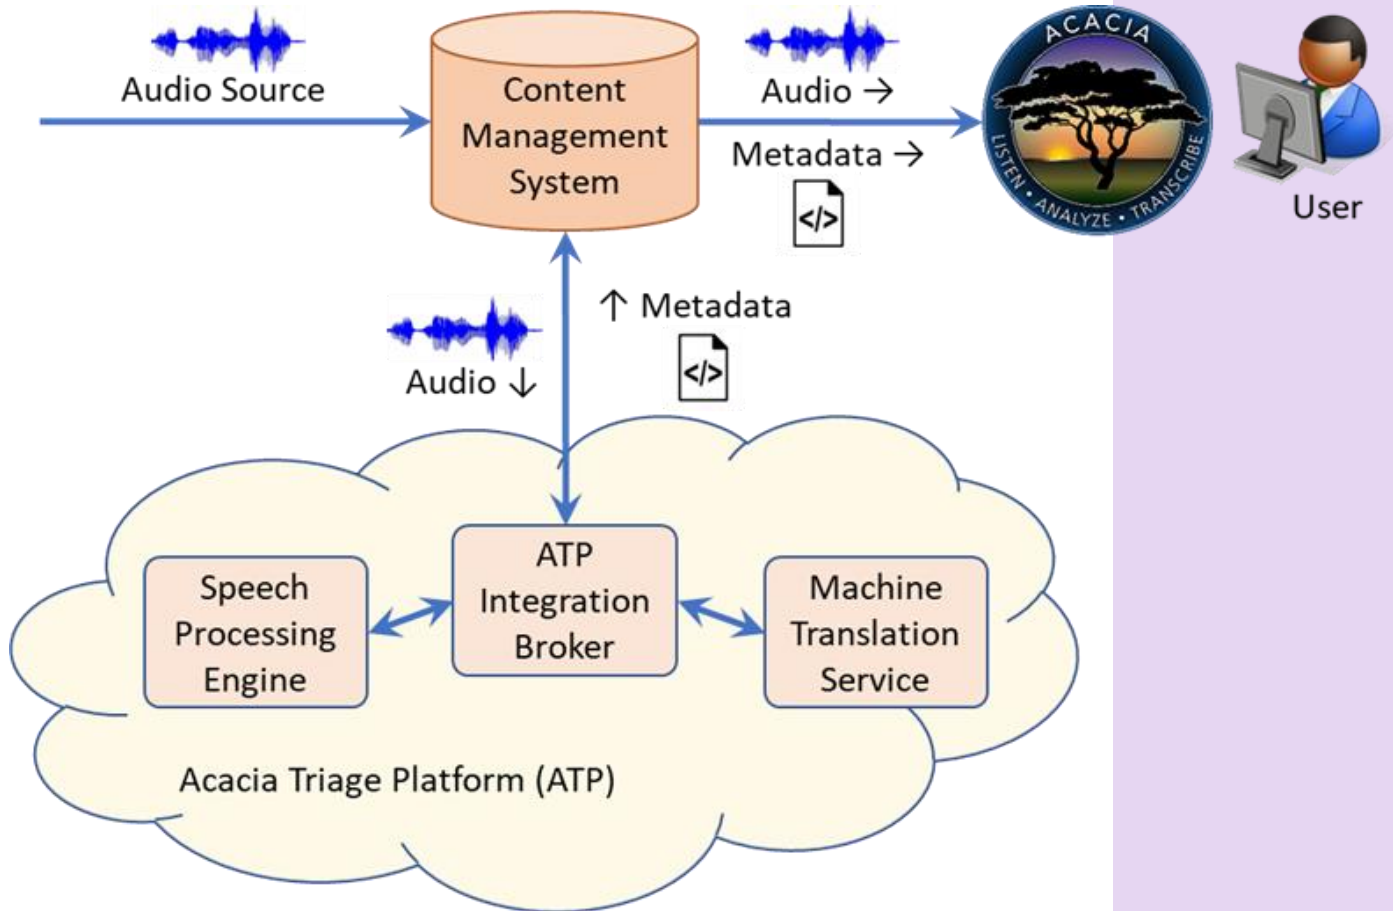 Audio Source
Content
Management
System
Audio →
Metadata →
</>
ACACIA
LISTEN • ANALYZE • TRANSCRIBE
User
Audio ↓
↑ Metadata
</>
Speech
Processing
Engine
ATP
Integration
Broker
Machine
Translation
Service
Acacia Triage Platform (ATP)